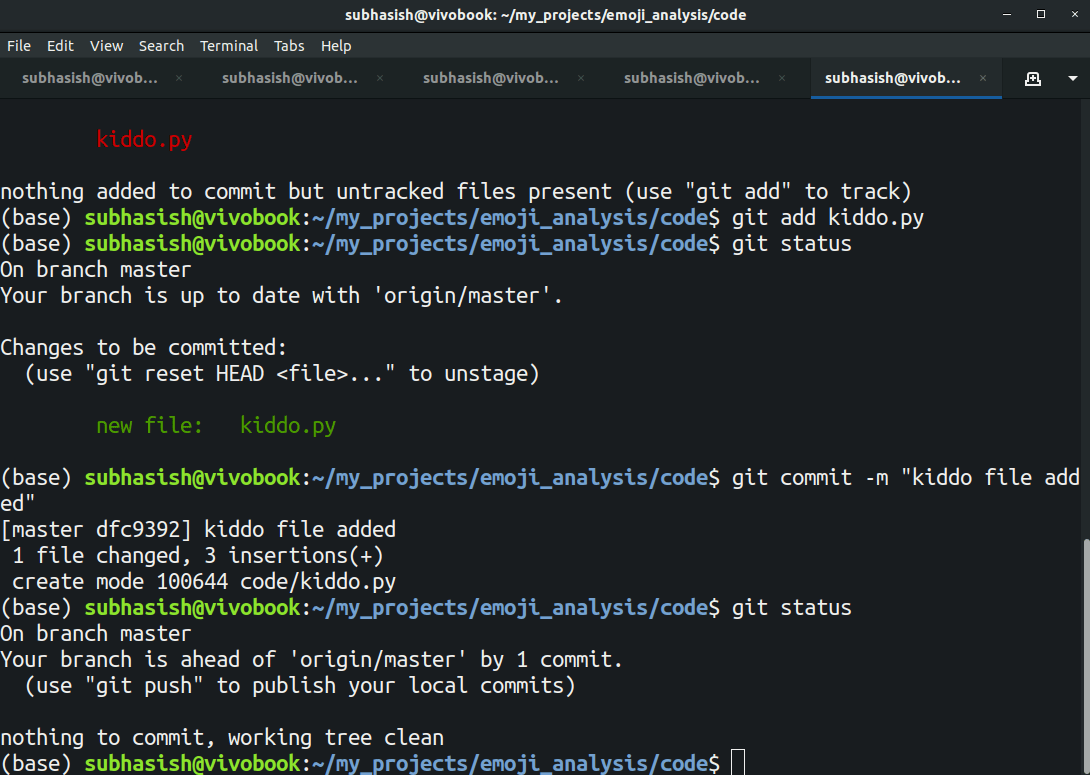 subhasish@vivobook: ~/my_projects/emoji_analysis/code
File Edit View Search Terminal Tabs Help
subhasish@vivob... × subhasish@vivob... × subhasish@vivob... × subhasish@vivob... × subhasish@vivob... ×
        kiddo.py

nothing added to commit but untracked files present (use "git add" to track)
(base) subhasish@vivobook:~/my_projects/emoji_analysis/code$ git add kiddo.py
(base) subhasish@vivobook:~/my_projects/emoji_analysis/code$ git status
On branch master
Your branch is up to date with 'origin/master'.

Changes to be committed:
  (use "git reset HEAD <file>..." to unstage)

        new file:   kiddo.py

(base) subhasish@vivobook:~/my_projects/emoji_analysis/code$ git commit -m "kiddo file add
ed"
[master dfc9392] kiddo file added
 1 file changed, 3 insertions(+)
 create mode 100644 code/kiddo.py
(base) subhasish@vivobook:~/my_projects/emoji_analysis/code$ git status
On branch master
Your branch is ahead of 'origin/master' by 1 commit.
  (use "git push" to publish your local commits)

nothing to commit, working tree clean
(base) subhasish@vivobook:~/my_projects/emoji_analysis/code$